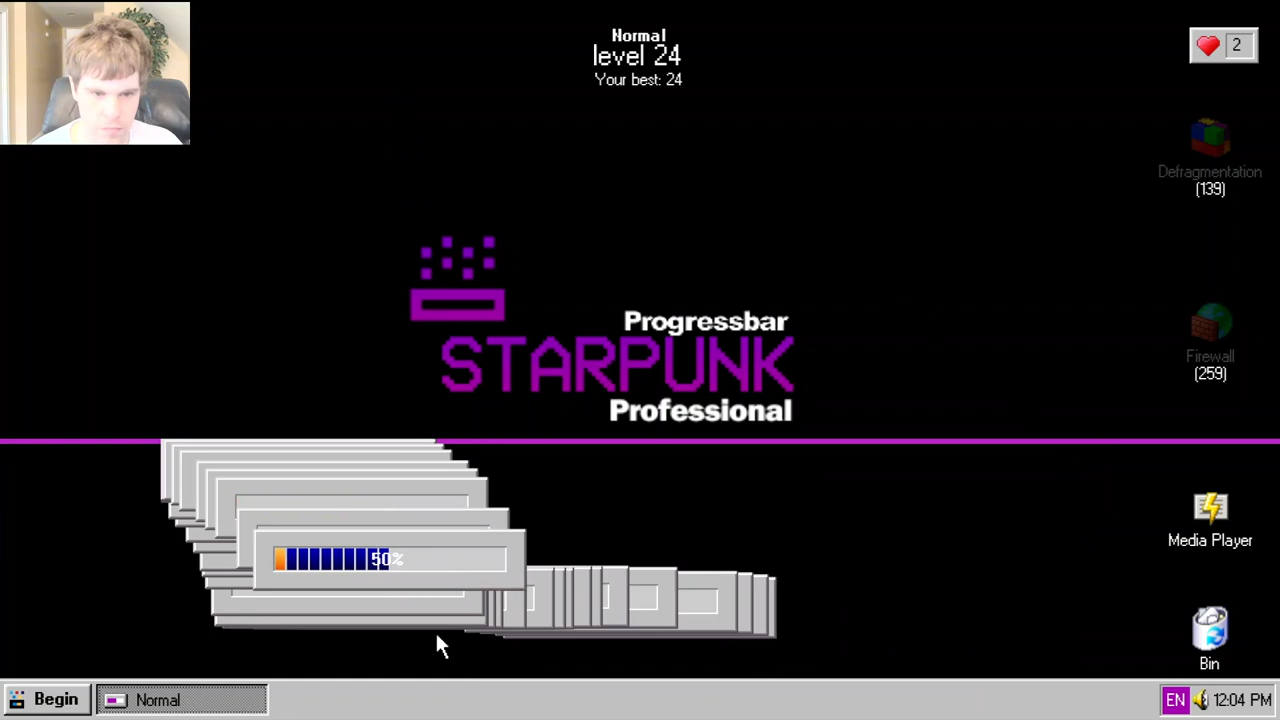 Normal
level 24
Your best: 24
2
Defragmentation
(139)
Progressbar
STARPUNK
Professional
Firewall
(259)
50%
Media Player
Bin
Begin
Normal
EN
12:04 PM